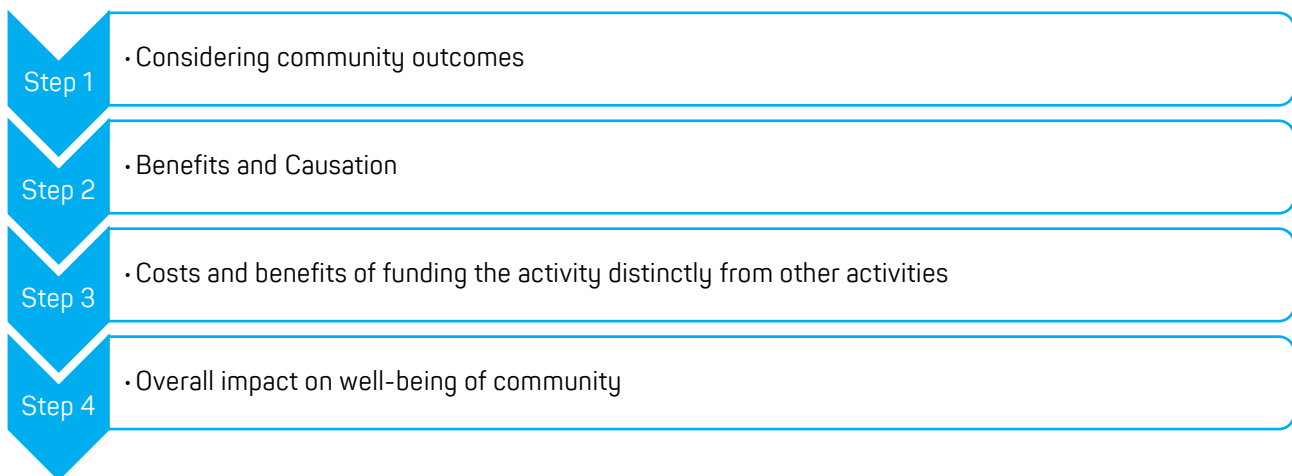 Step 1
· Considering community outcomes
Step 2
· Benefits and Causation
Step 3
· Costs and benefits of funding the activity distinctly from other activities
Step 4
· Overall impact on well-being of community